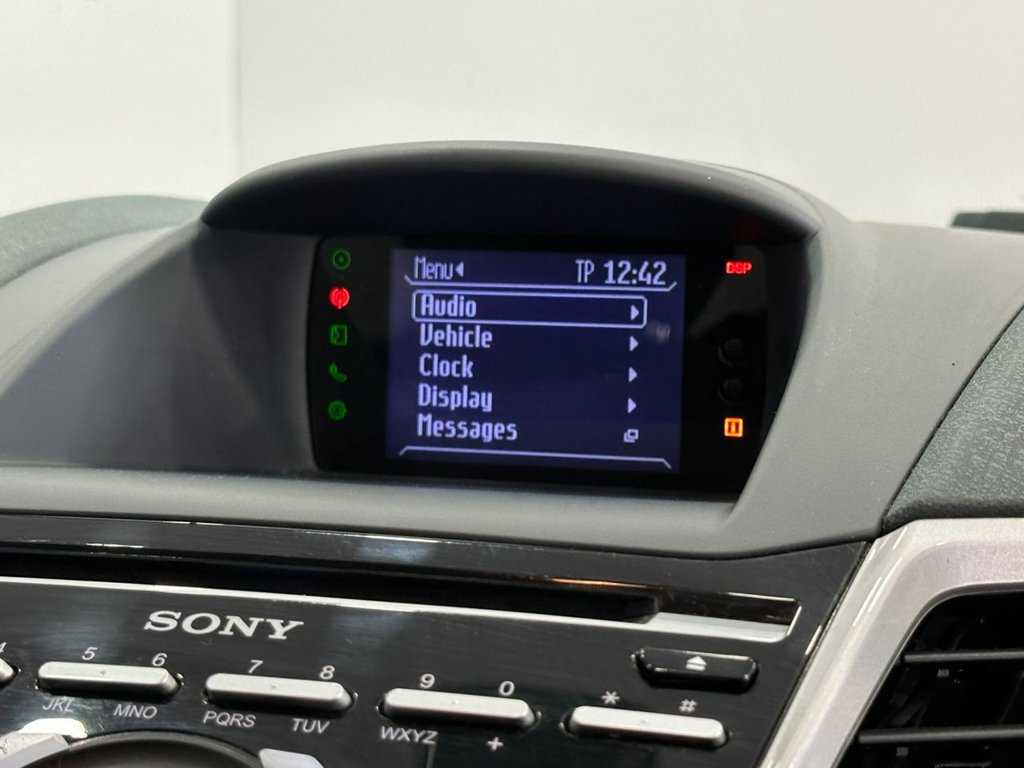 Menu TP 12:42
DSP
Audio
Vehicle
Clock
Display
Messages
SONY
5 6 7 8 9 0 * #
JKL MNO PQRS TUV WXYZ +